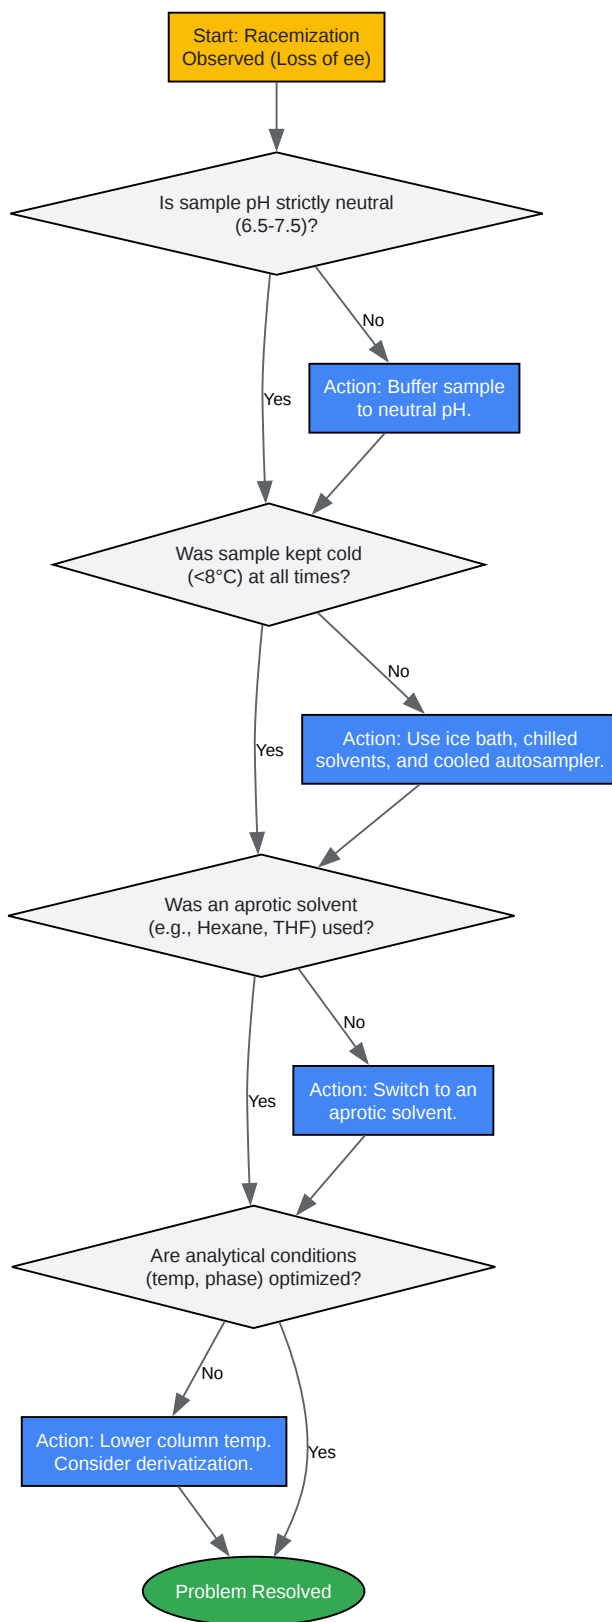 Start: Racemization
Observed (Loss of ee)
Is sample pH strictly neutral
(6.5-7.5)?
No
Yes
Action: Buffer sample
to neutral pH.
Was sample kept cold
(<8°C) at all times?
No
Yes
Action: Use ice bath, chilled
solvents, and cooled autosampler.
Was an aprotic solvent
(e.g., Hexane, THF) used?
No
Yes
Action: Switch to an
aprotic solvent.
Are analytical conditions
(temp, phase) optimized?
No
Yes
Action: Lower column temp.
Consider derivatization.
Problem Resolved